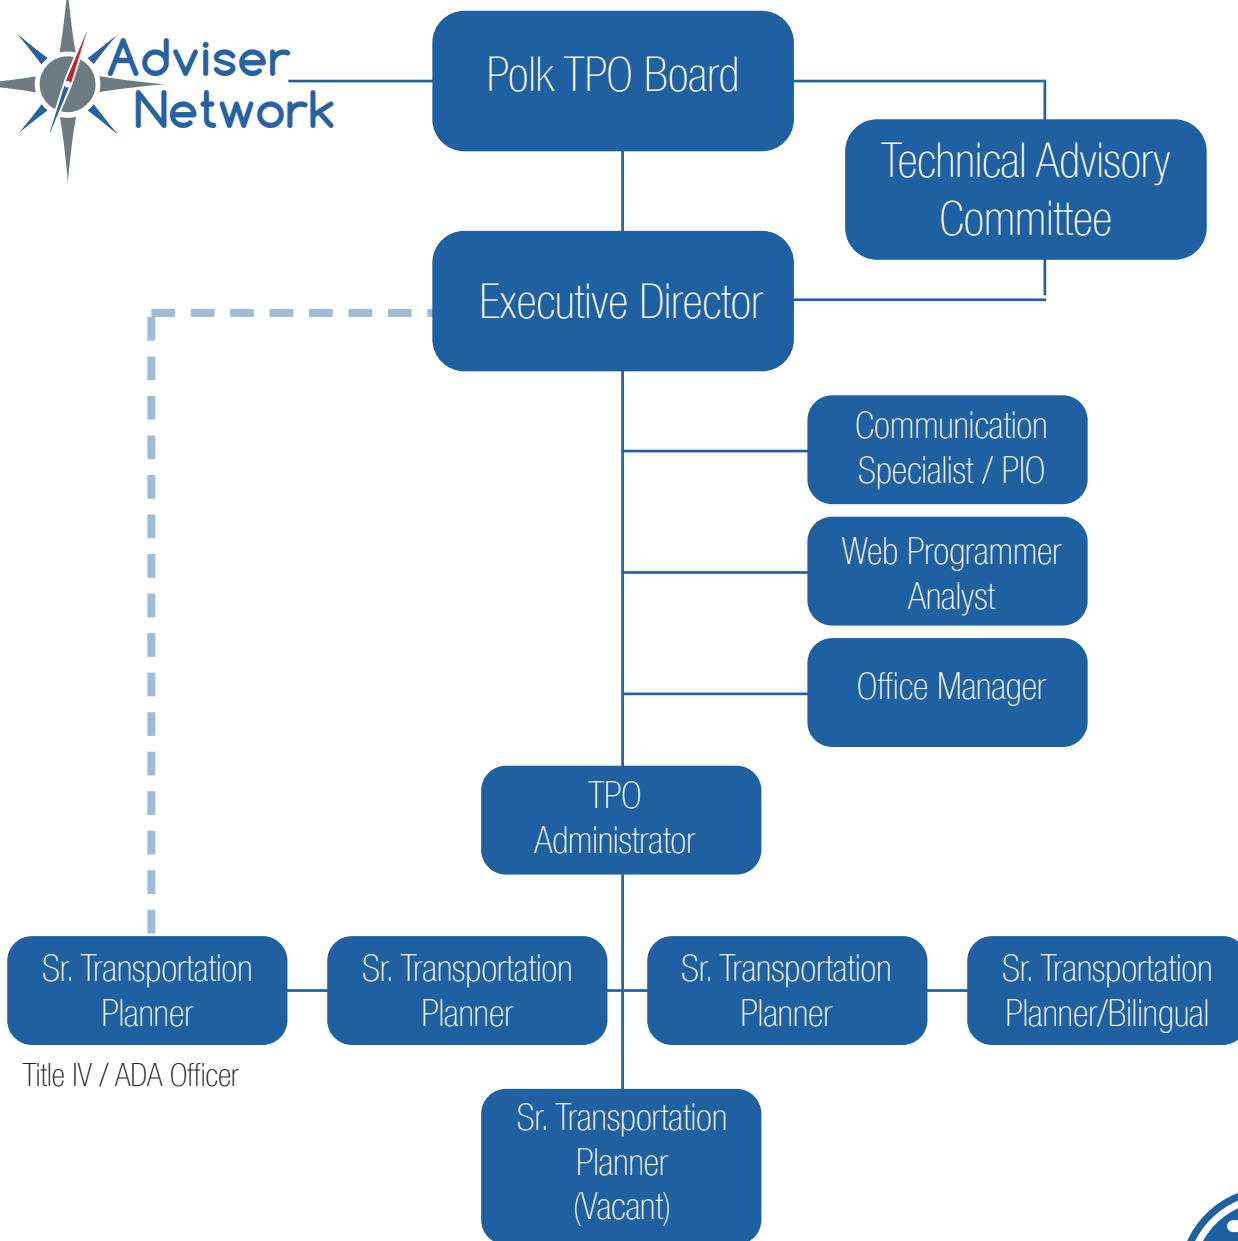 Adviser
Network
Polk TPO Board
Technical Advisory
Committee
Executive Director
Communication
Specialist / PIO
Web Programmer
Analyst
Office Manager
TPO
Administrator
Sr. Transportation
Planner
Sr. Transportation
Planner
Sr. Transportation
Planner
Sr. Transportation
Planner/Bilingual
Title IV / ADA Officer
Sr. Transportation
Planner
(Vacant)